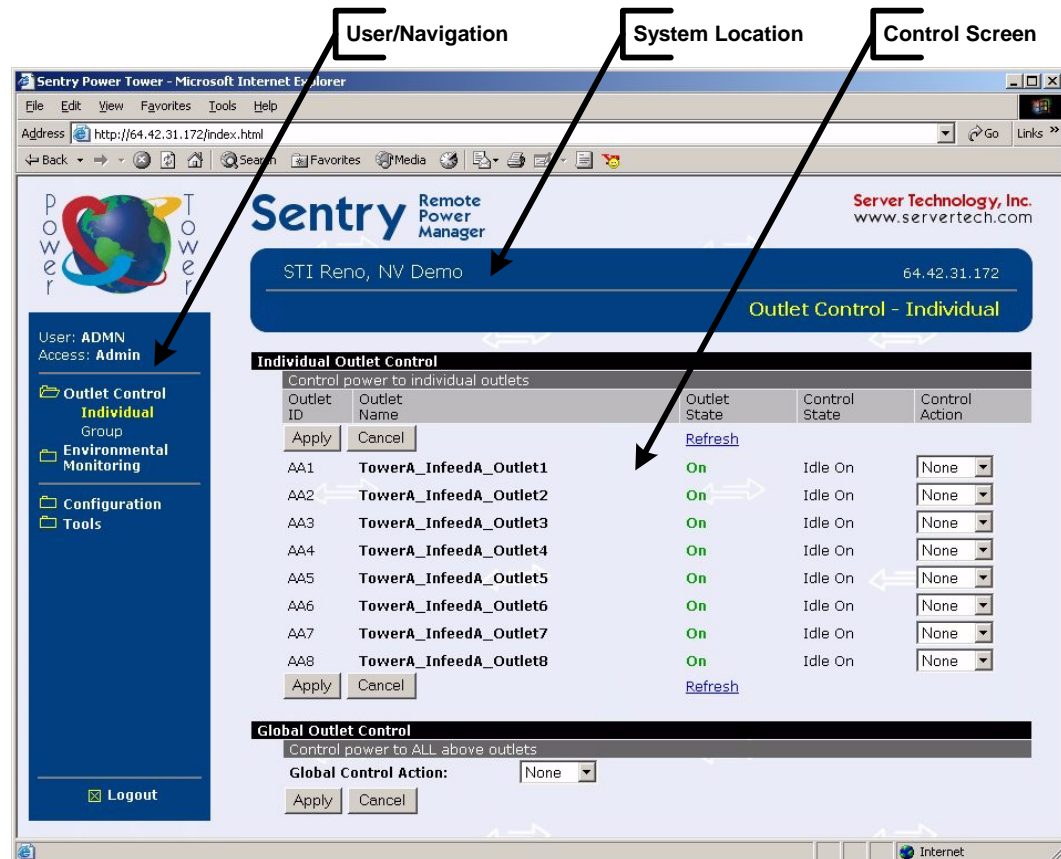 User/Navigation System Location Control Screen
Sentry Power Tower - Microsoft Internet Explorer
File Edit View Favorites Tools Help
Address http://64.42.31.172/index.html Go Links »
Back Search Favorites Media
Power Tower
Sentry Remote Power Manager
Server Technology, Inc.
www.servertech.com
STI Reno, NV Demo 64.42.31.172
Outlet Control - Individual
User: ADMN
Access: Admin
Outlet Control
Individual
Group
Environmental
Monitoring
Configuration
Tools
Logout
Individual Outlet Control
Control power to individual outlets
Outlet ID Outlet Name Outlet State Control State Control Action
Apply Cancel Refresh
AA1 TowerA_InfeedA_Outlet1 On Idle On None
AA2 TowerA_InfeedA_Outlet2 On Idle On None
AA3 TowerA_InfeedA_Outlet3 On Idle On None
AA4 TowerA_InfeedA_Outlet4 On Idle On None
AA5 TowerA_InfeedA_Outlet5 On Idle On None
AA6 TowerA_InfeedA_Outlet6 On Idle On None
AA7 TowerA_InfeedA_Outlet7 On Idle On None
AA8 TowerA_InfeedA_Outlet8 On Idle On None
Apply Cancel Refresh
Global Outlet Control
Control power to ALL above outlets
Global Control Action: None
Apply Cancel
Internet